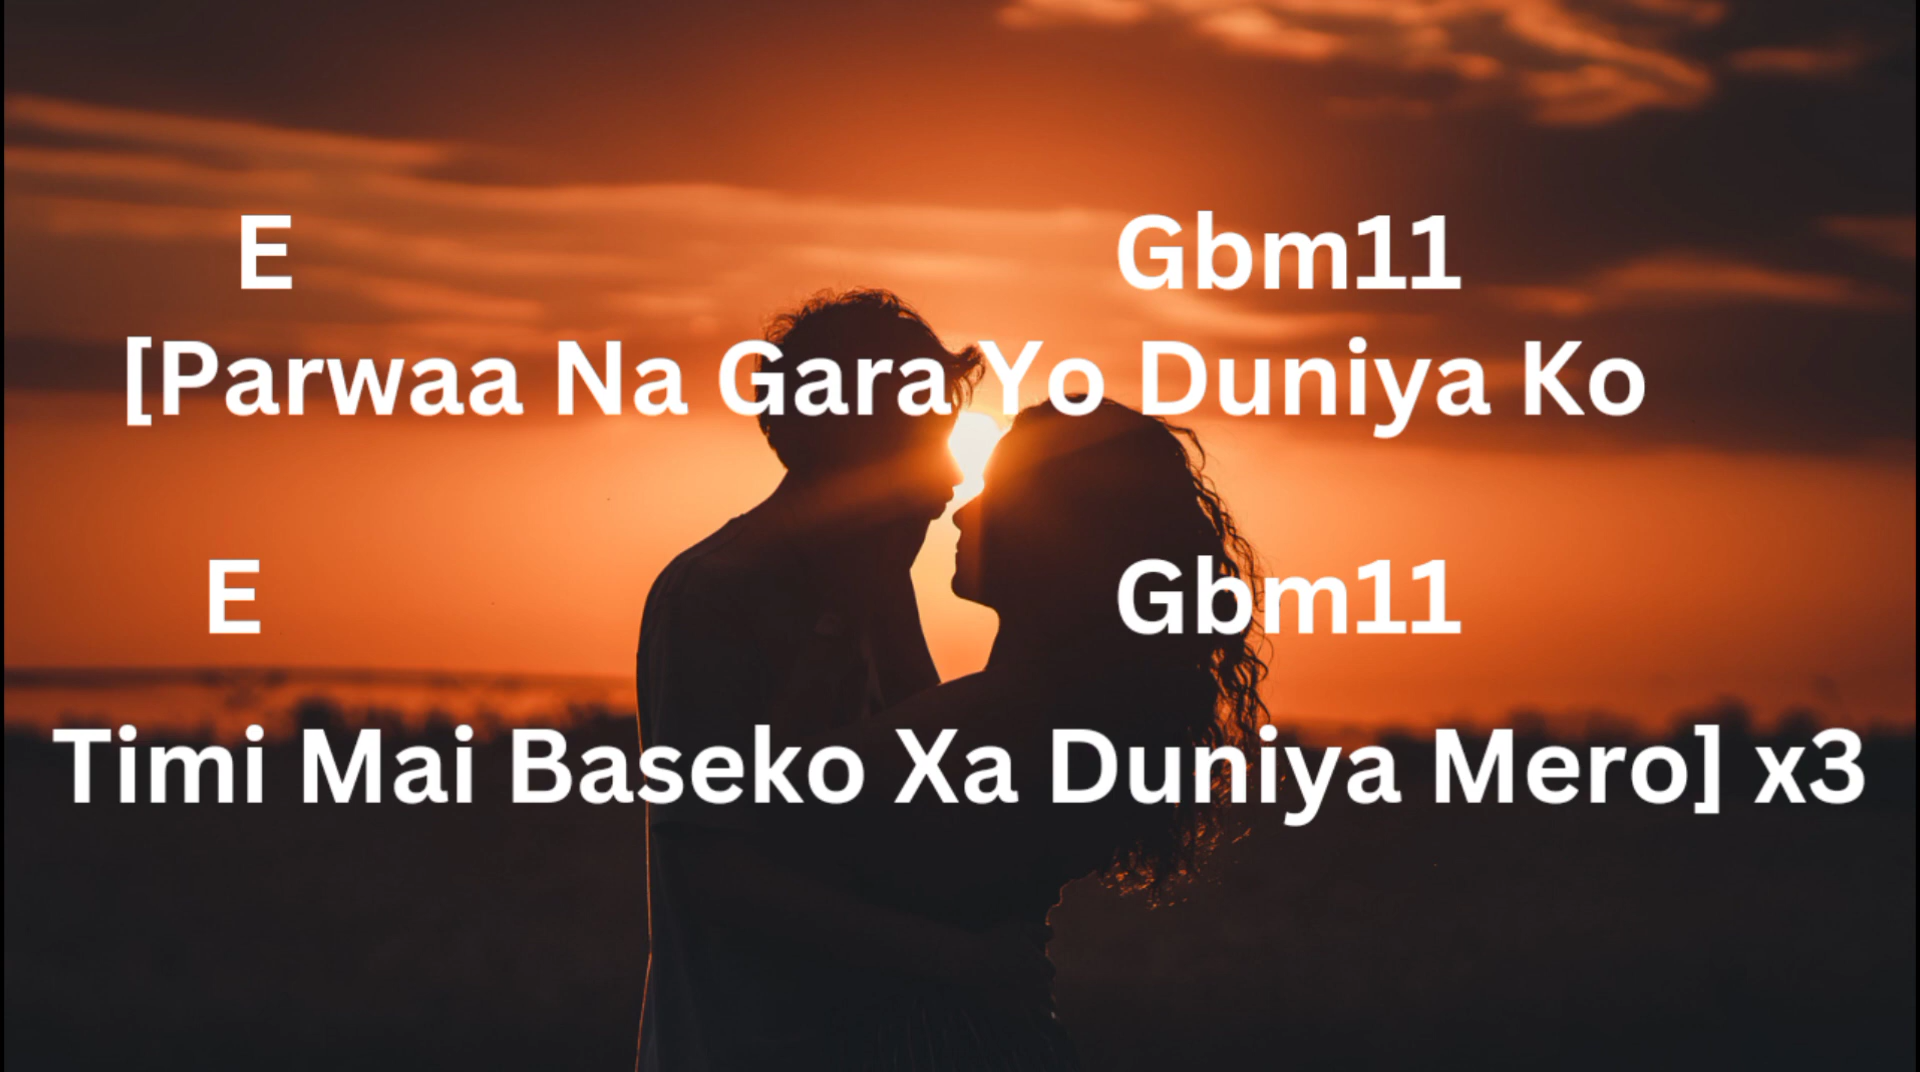 E Gbm11
[Parwaa Na Gara Yo Duniya Ko
E Gbm11
Timi Mai Baseko Xa Duniya Mero] x3